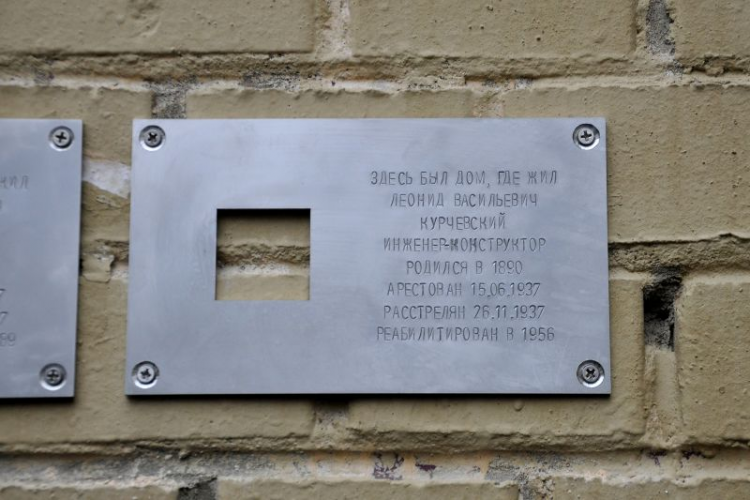 ЗДЕСЬ БЫЛ ДОМ, ГДЕ ЖИЛ
ЛЕОНИД ВАСИЛЬЕВИЧ
КУРЧЕВСКИЙ
ИНЖЕНЕР-КОНСТРУКТОР
РОДИЛСЯ В 1890
АРЕСТОВАН 15.06.1937
РАССТРЕЛЯН 26.11.1937
РЕАБИЛИТИРОВАН В 1956